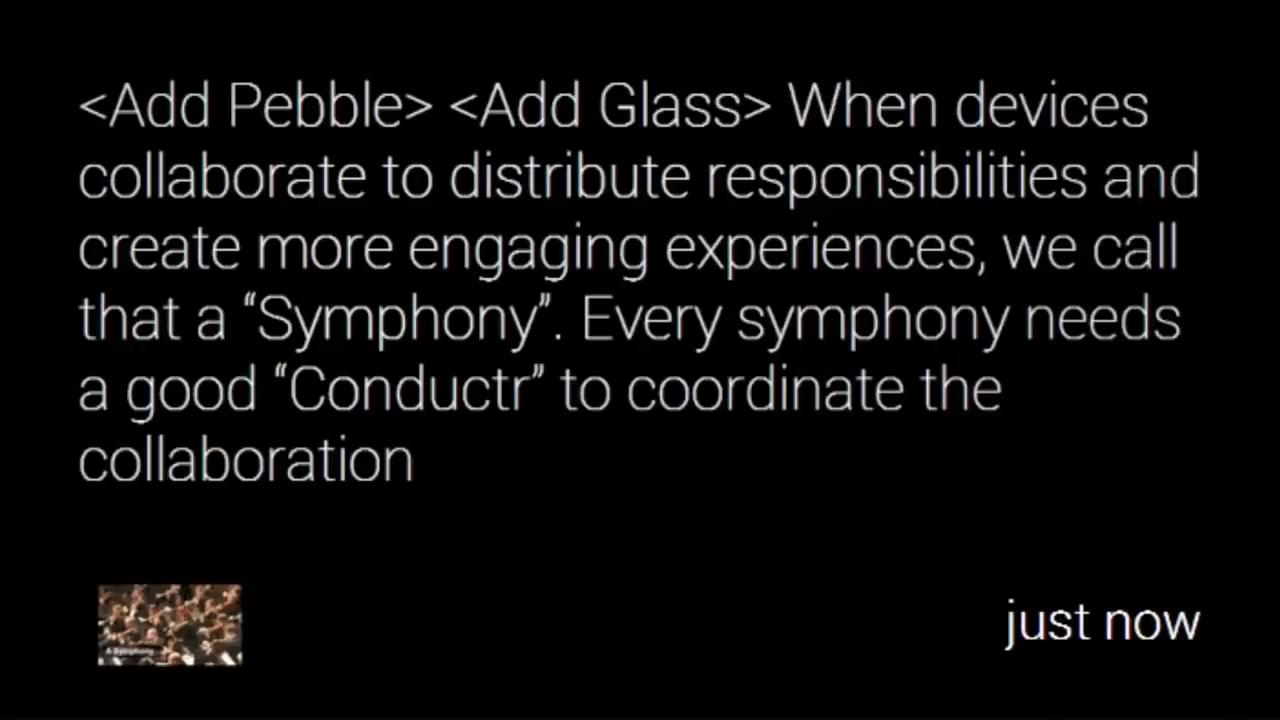 <Add Pebble> <Add Glass> When devices
collaborate to distribute responsibilities and
create more engaging experiences, we call
that a “Symphony”. Every symphony needs
a good “Conductr” to coordinate the
collaboration
A Symphony
just now